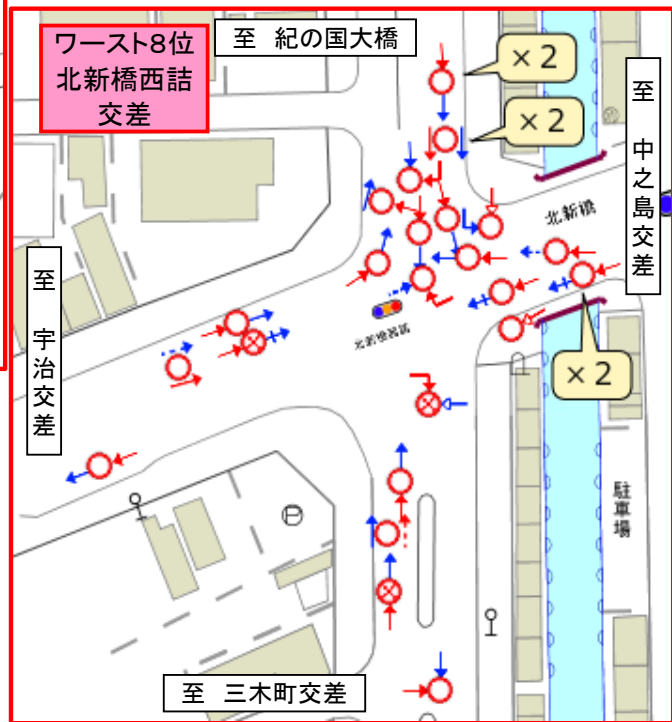 ワースト8位
北新橋西詰
交差
至 紀の国大橋
×2
×2
至 中之島交差
北新橋
至 宇治交差
×2
駐車場
P
至 三木町交差